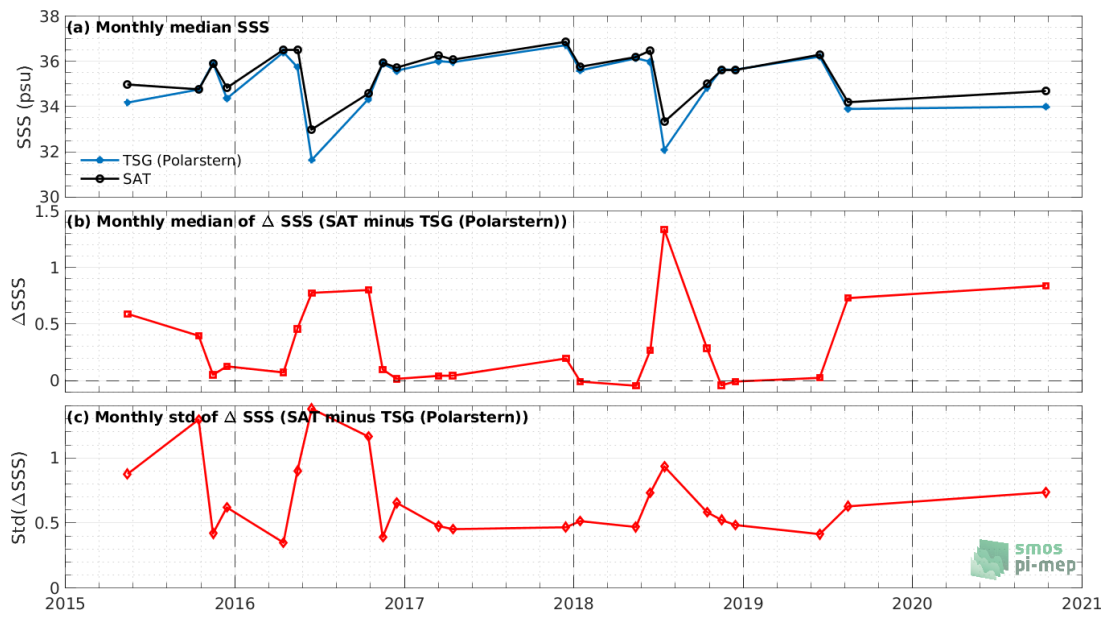 (a) Monthly median SSS
38
36
34
32
30
SSS (psu)
TSG (Polarstern)
SAT
(b) Monthly median of Δ SSS (SAT minus TSG (Polarstern))
1.5
1
0.5
0
ΔSSS
(c) Monthly std of Δ SSS (SAT minus TSG (Polarstern))
1
0.5
0
Std(ΔSSS)
2015 2016 2017 2018 2019 2020 2021
smos
pi-mep